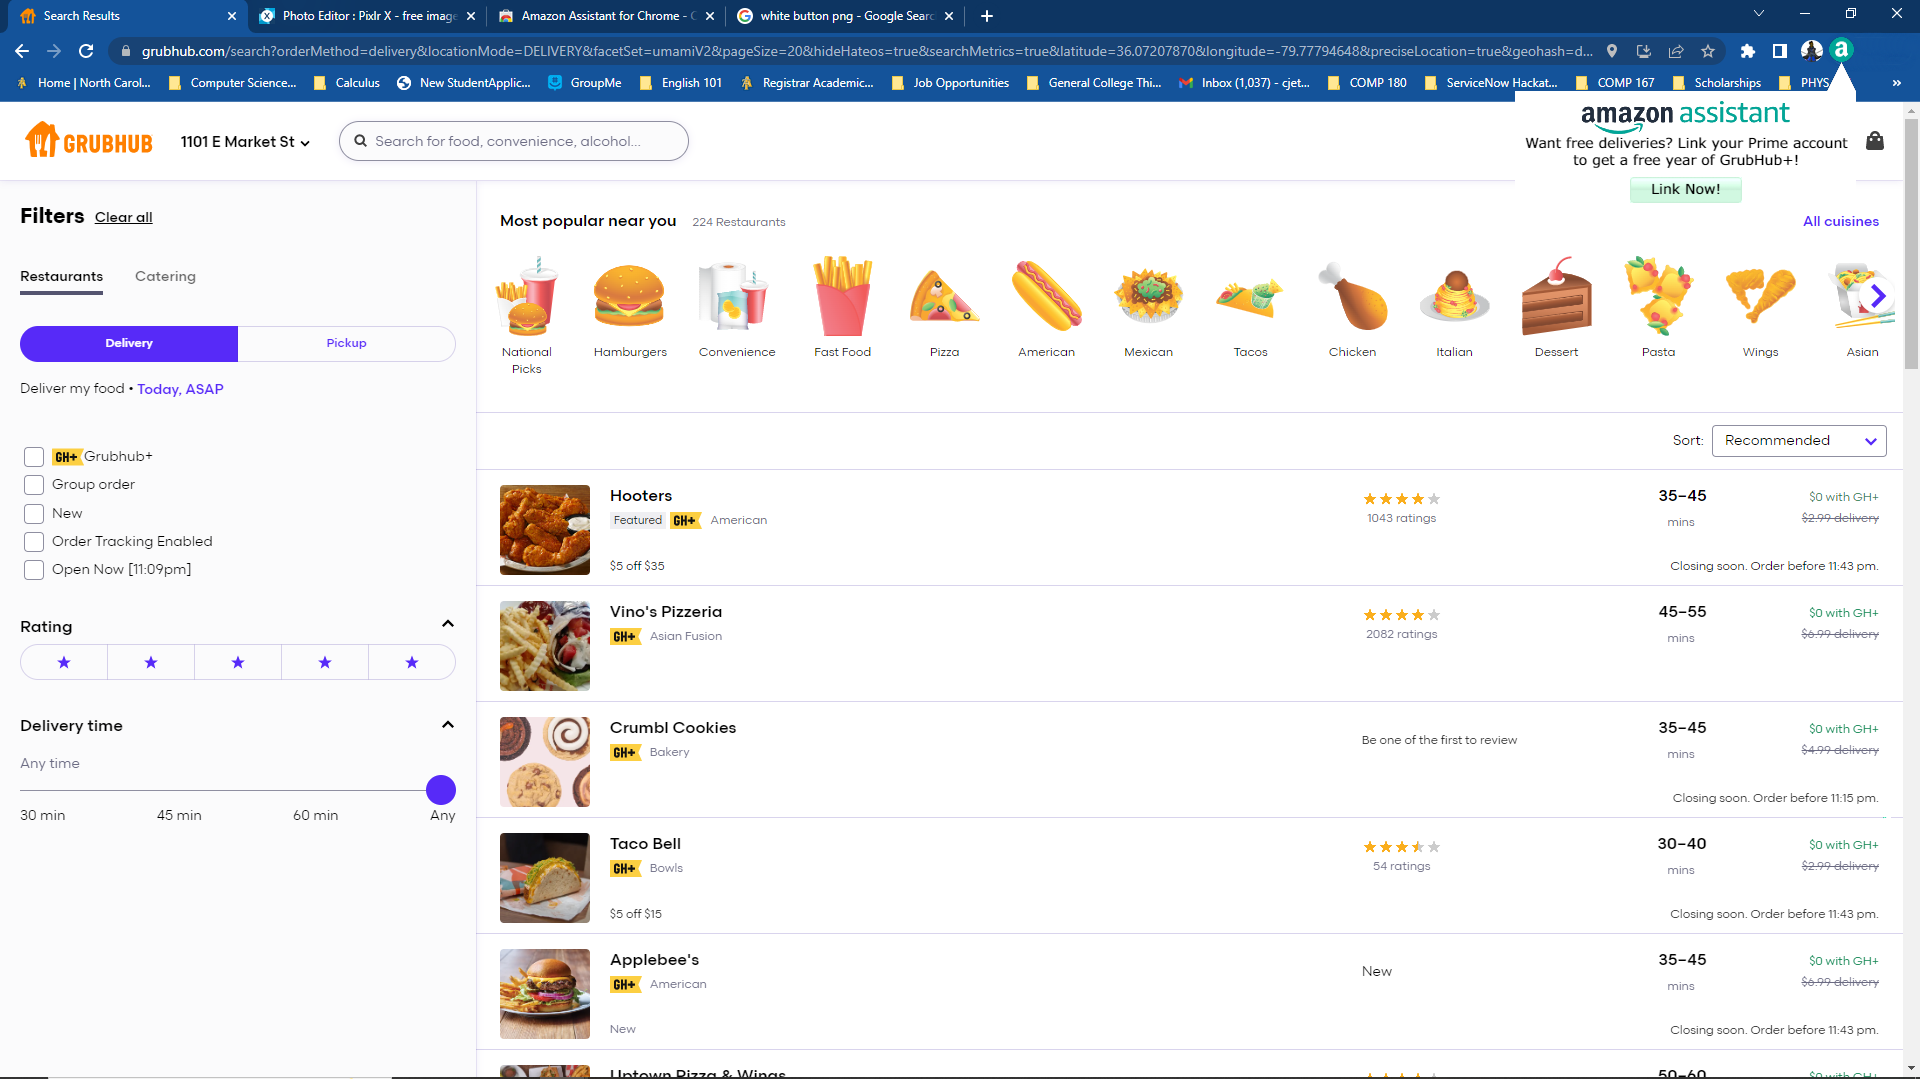 Search Results
Photo Editor : Pixlr X - free image
Amazon Assistant for Chrome - C
white button png - Google Searc
grubhub.com/search?orderMethod=delivery&locationMode=DELIVERY&facetSet=umamiV2&pageSize=20&hideHateos=true&searchMetrics=true&latitude=36.07207870&longitude=-79.77794648&preciseLocation=true&geohash=d...
Home | North Carol...
Computer Science...
Calculus
New StudentApplic...
GroupMe
English 101
Registrar Academic...
Job Opportunities
General College Thi...
Inbox (1,037) - cjet...
COMP 180
ServiceNow Hackat...
COMP 167
Scholarships
PHYS
»
a
amazon assistant
Want free deliveries? Link your Prime account
to get a free year of GrubHub+!
Link Now!
GRUBHUB
1101 E Market St
Search for food, convenience, alcohol...
Filters Clear all
Restaurants
Catering
Delivery
Pickup
Deliver my food • Today, ASAP
GH+ Grubhub+
Group order
New
Order Tracking Enabled
Open Now [11:09pm]
Rating
Delivery time
Any time
30 min
45 min
60 min
Any
Most popular near you 224 Restaurants
All cuisines
National
Picks
Hamburgers
Convenience
Fast Food
Pizza
American
Mexican
Tacos
Chicken
Italian
Dessert
Pasta
Wings
Asian
Sort: Recommended
Hooters
Featured GH+ American
$5 off $35
1043 ratings
35–45
mins
$0 with GH+
$2.99 delivery
Closing soon. Order before 11:43 pm.
Vino's Pizzeria
GH+ Asian Fusion
2082 ratings
45–55
mins
$0 with GH+
$6.99 delivery
Crumbl Cookies
GH+ Bakery
Be one of the first to review
35–45
mins
$0 with GH+
$4.99 delivery
Closing soon. Order before 11:15 pm.
Taco Bell
GH+ Bowls
$5 off $15
54 ratings
30–40
mins
$0 with GH+
$2.99 delivery
Closing soon. Order before 11:43 pm.
Applebee's
GH+ American
New
New
35–45
mins
$0 with GH+
$6.99 delivery
Closing soon. Order before 11:43 pm.
Uptown Pizza & Wings
50–60
$0 with GH+